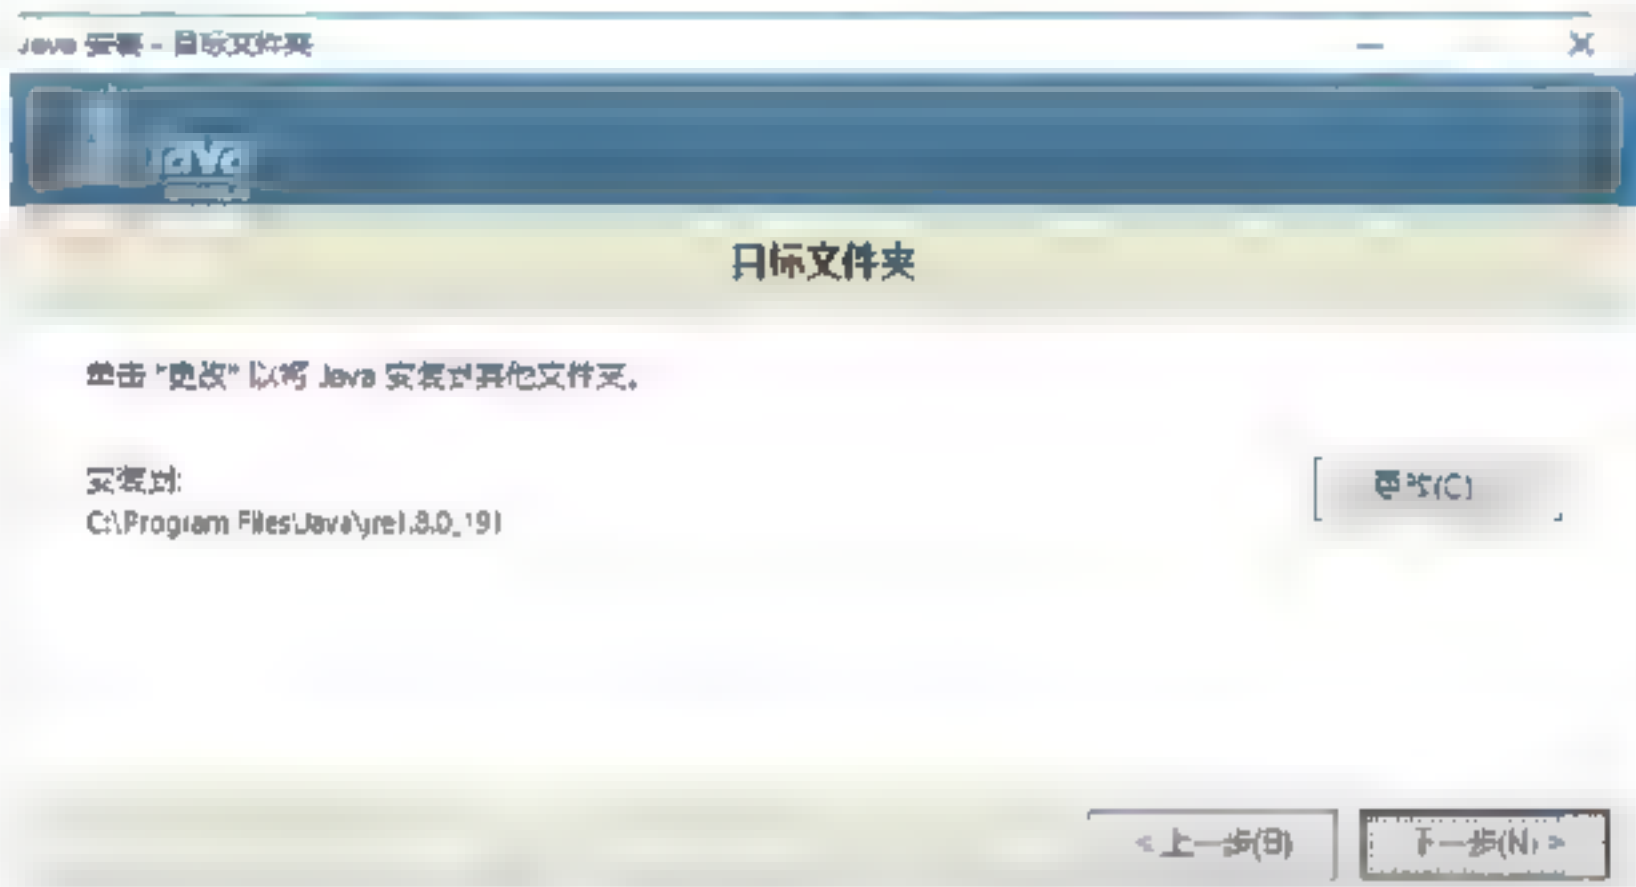 Java 安装 - 目标文件夹
Java
目标文件夹
单击 "更改" 以将 Java 安装到其他文件夹。
安装到:
更改(C)
C:\Program Files\Java\jre1.8.0_191
< 上一步(B)
下一步(N) >